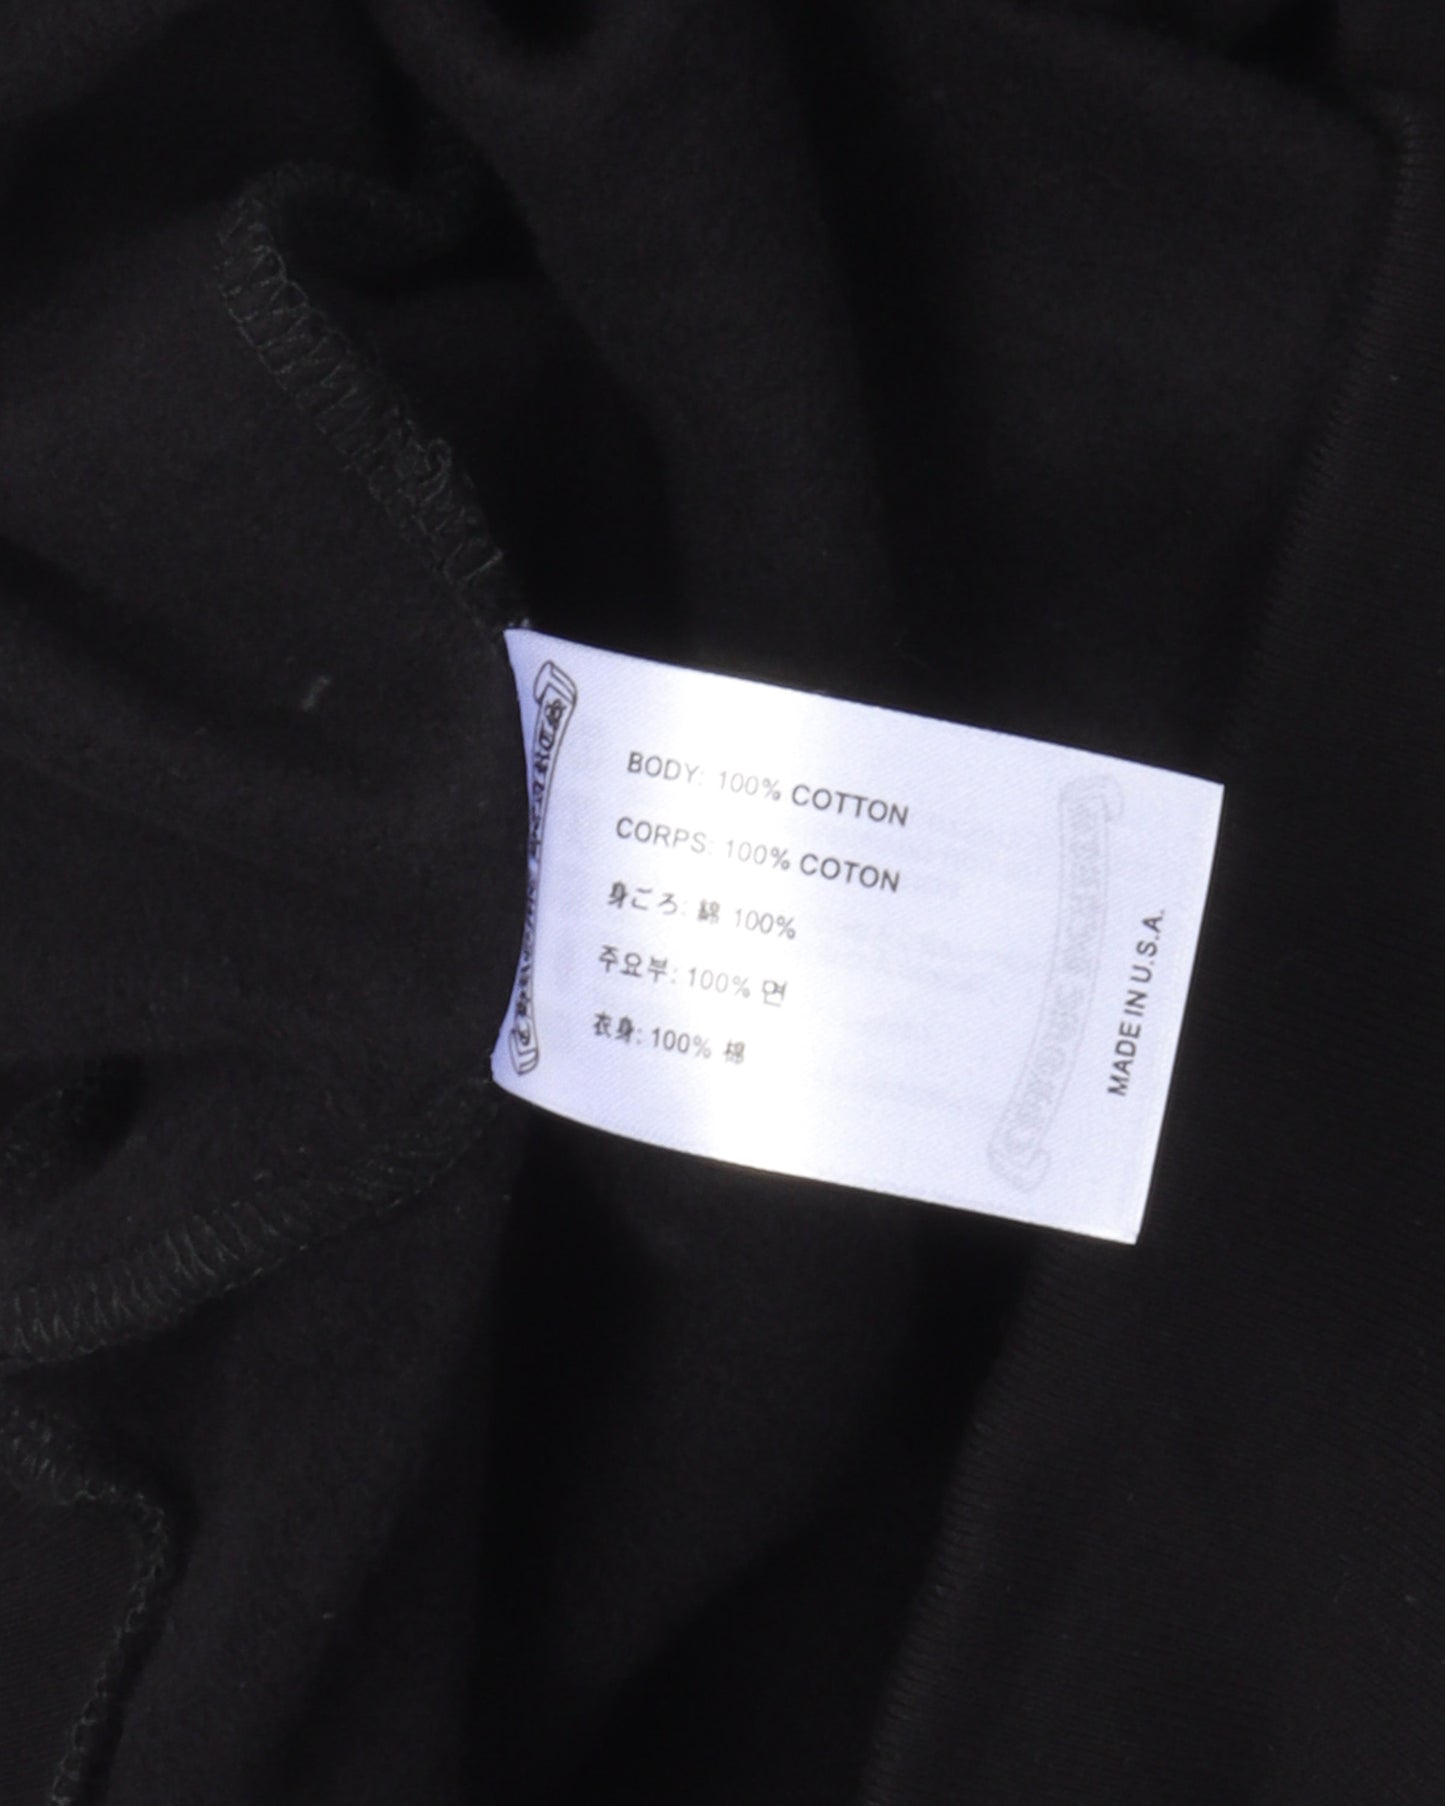 BODY: 100% COTTON
CORPS: 100% COTON
身ごろ: 綿 100%
주요부: 100% 면
衣身: 100% 棉
MADE IN U.S.A.